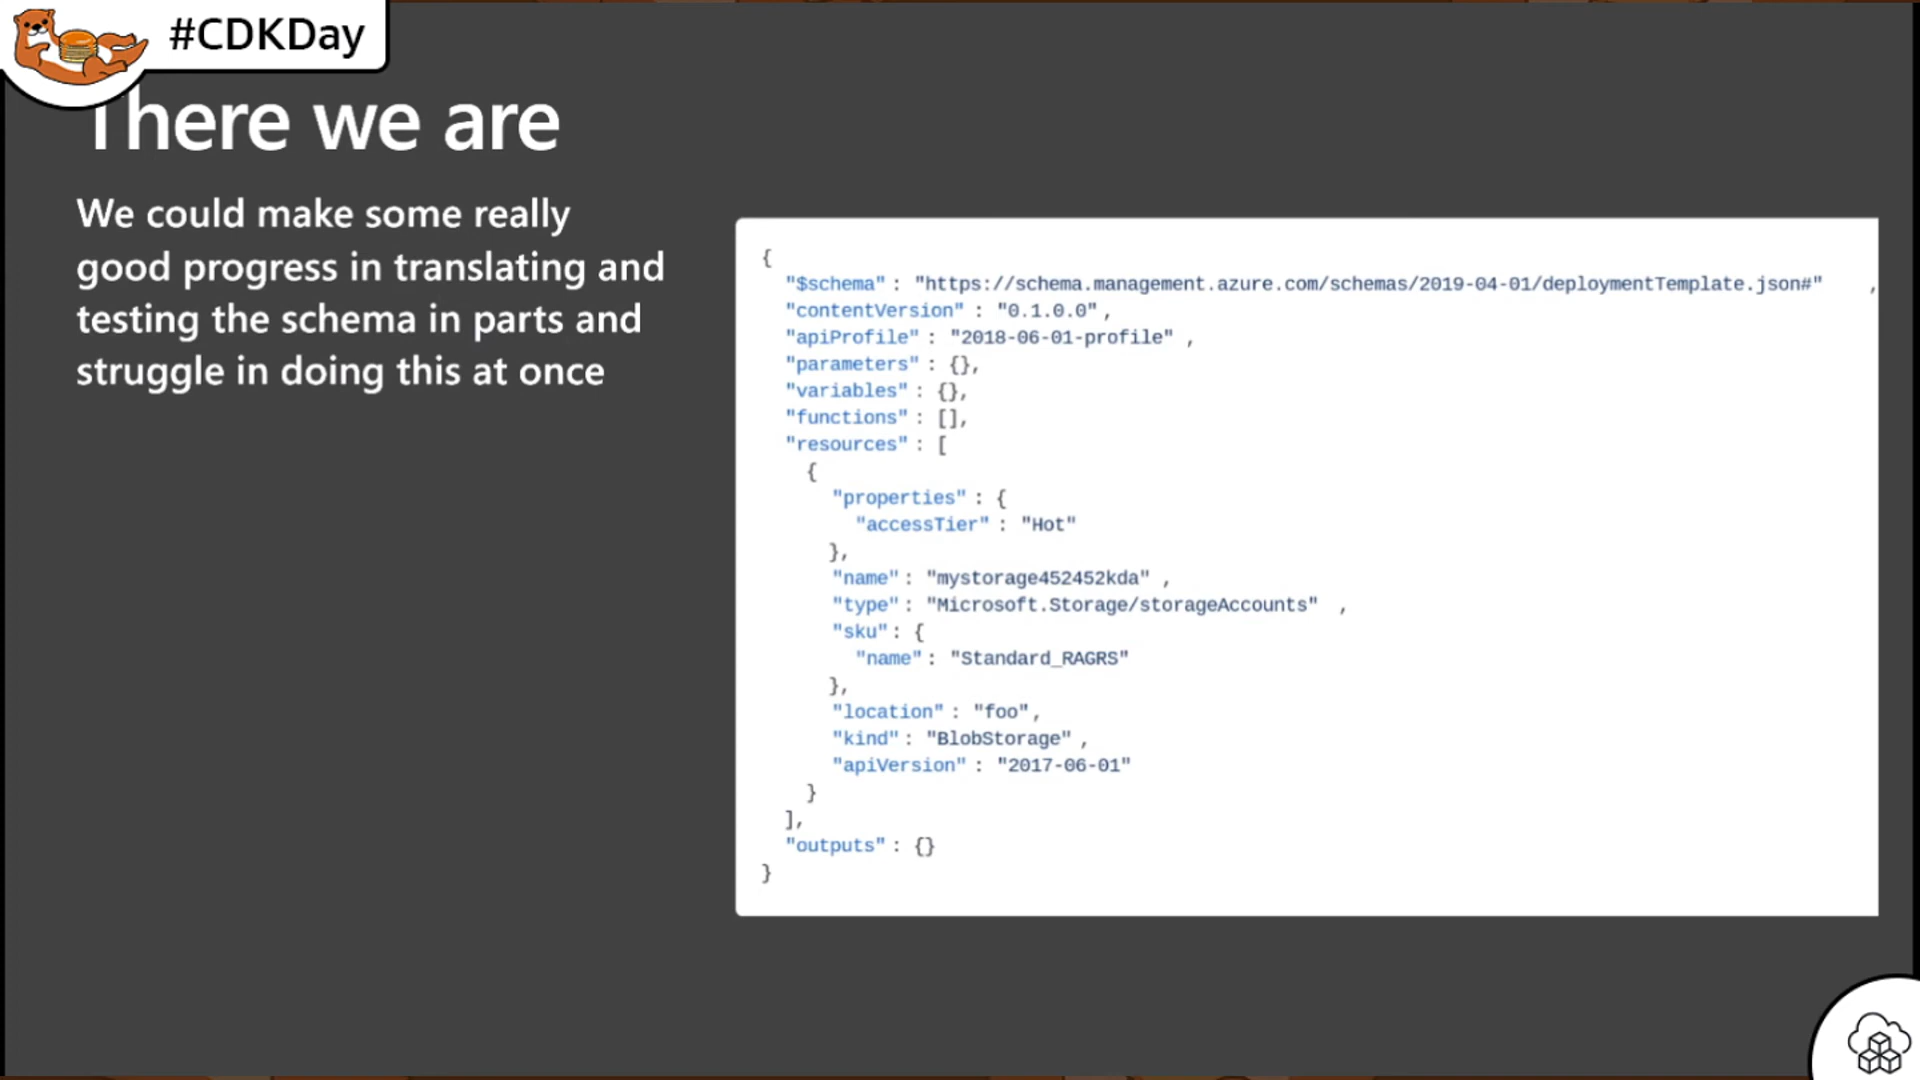 #CDKDay
There we are
We could make some really
good progress in translating and
testing the schema in parts and
struggle in doing this at once
{
"$schema" : "https://schema.management.azure.com/schemas/2019-04-01/deploymentTemplate.json#" ,
"contentVersion" : "0.1.0.0" ,
"apiProfile" : "2018-06-01-profile" ,
"parameters" : {},
"variables" : {},
"functions" : [],
"resources" : [
{
"properties" : {
"accessTier" : "Hot"
},
"name" : "mystorage452452kda" ,
"type" : "Microsoft.Storage/storageAccounts" ,
"sku" : {
"name" : "Standard_RAGRS"
},
"location" : "foo",
"kind" : "BlobStorage" ,
"apiVersion" : "2017-06-01"
}
],
"outputs" : {}
}